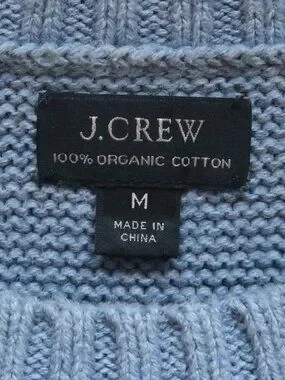 J.CREW
100% ORGANIC COTTON
M
MADE IN
CHINA